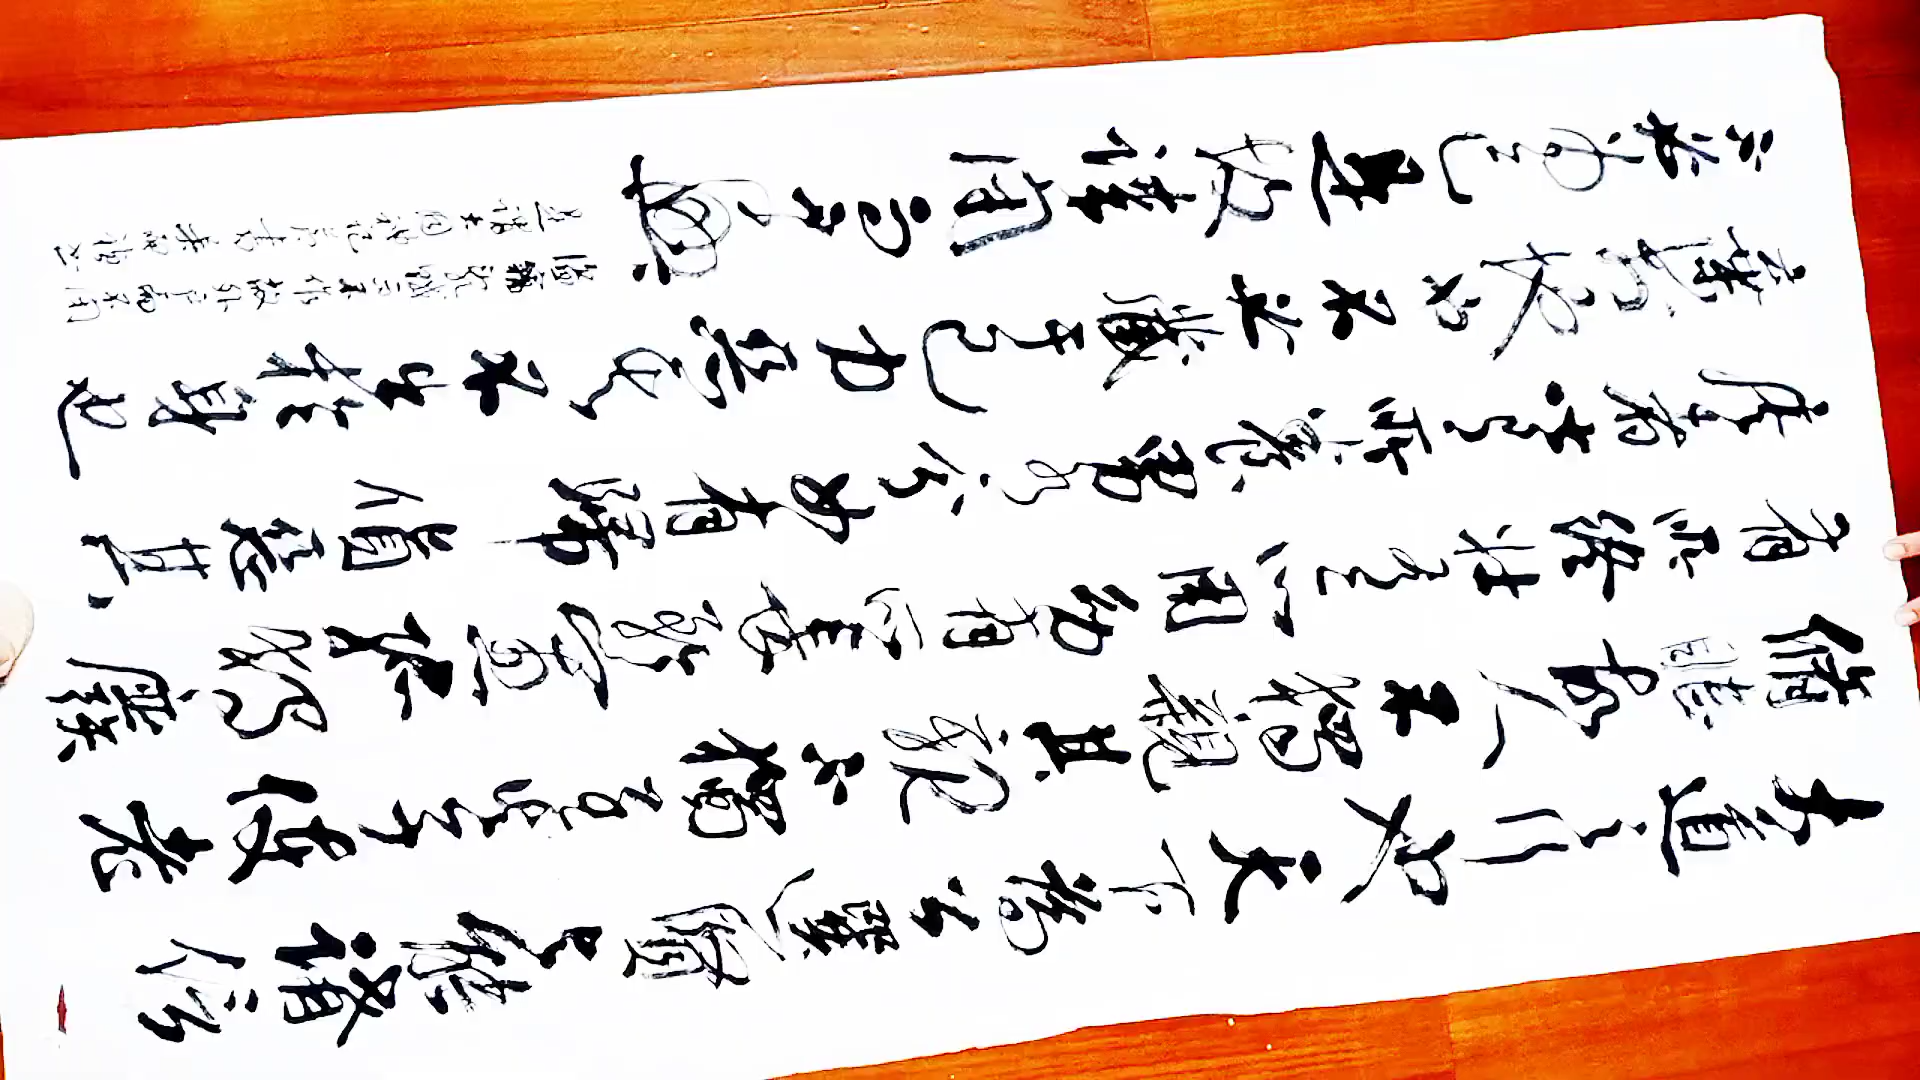 大道之行也天下為公選賢與能講信
脩睦故人不獨親其親不獨子其子使老
有所終壯有所用幼有所長矜寡孤獨廢疾
者皆有所養男有分女有歸貨惡其
棄於地也不必藏於己力惡其不出於身也
不必為己是故謀閉而不興
盜竊亂賊而不作故外戶而不閉
是謂大同禮記